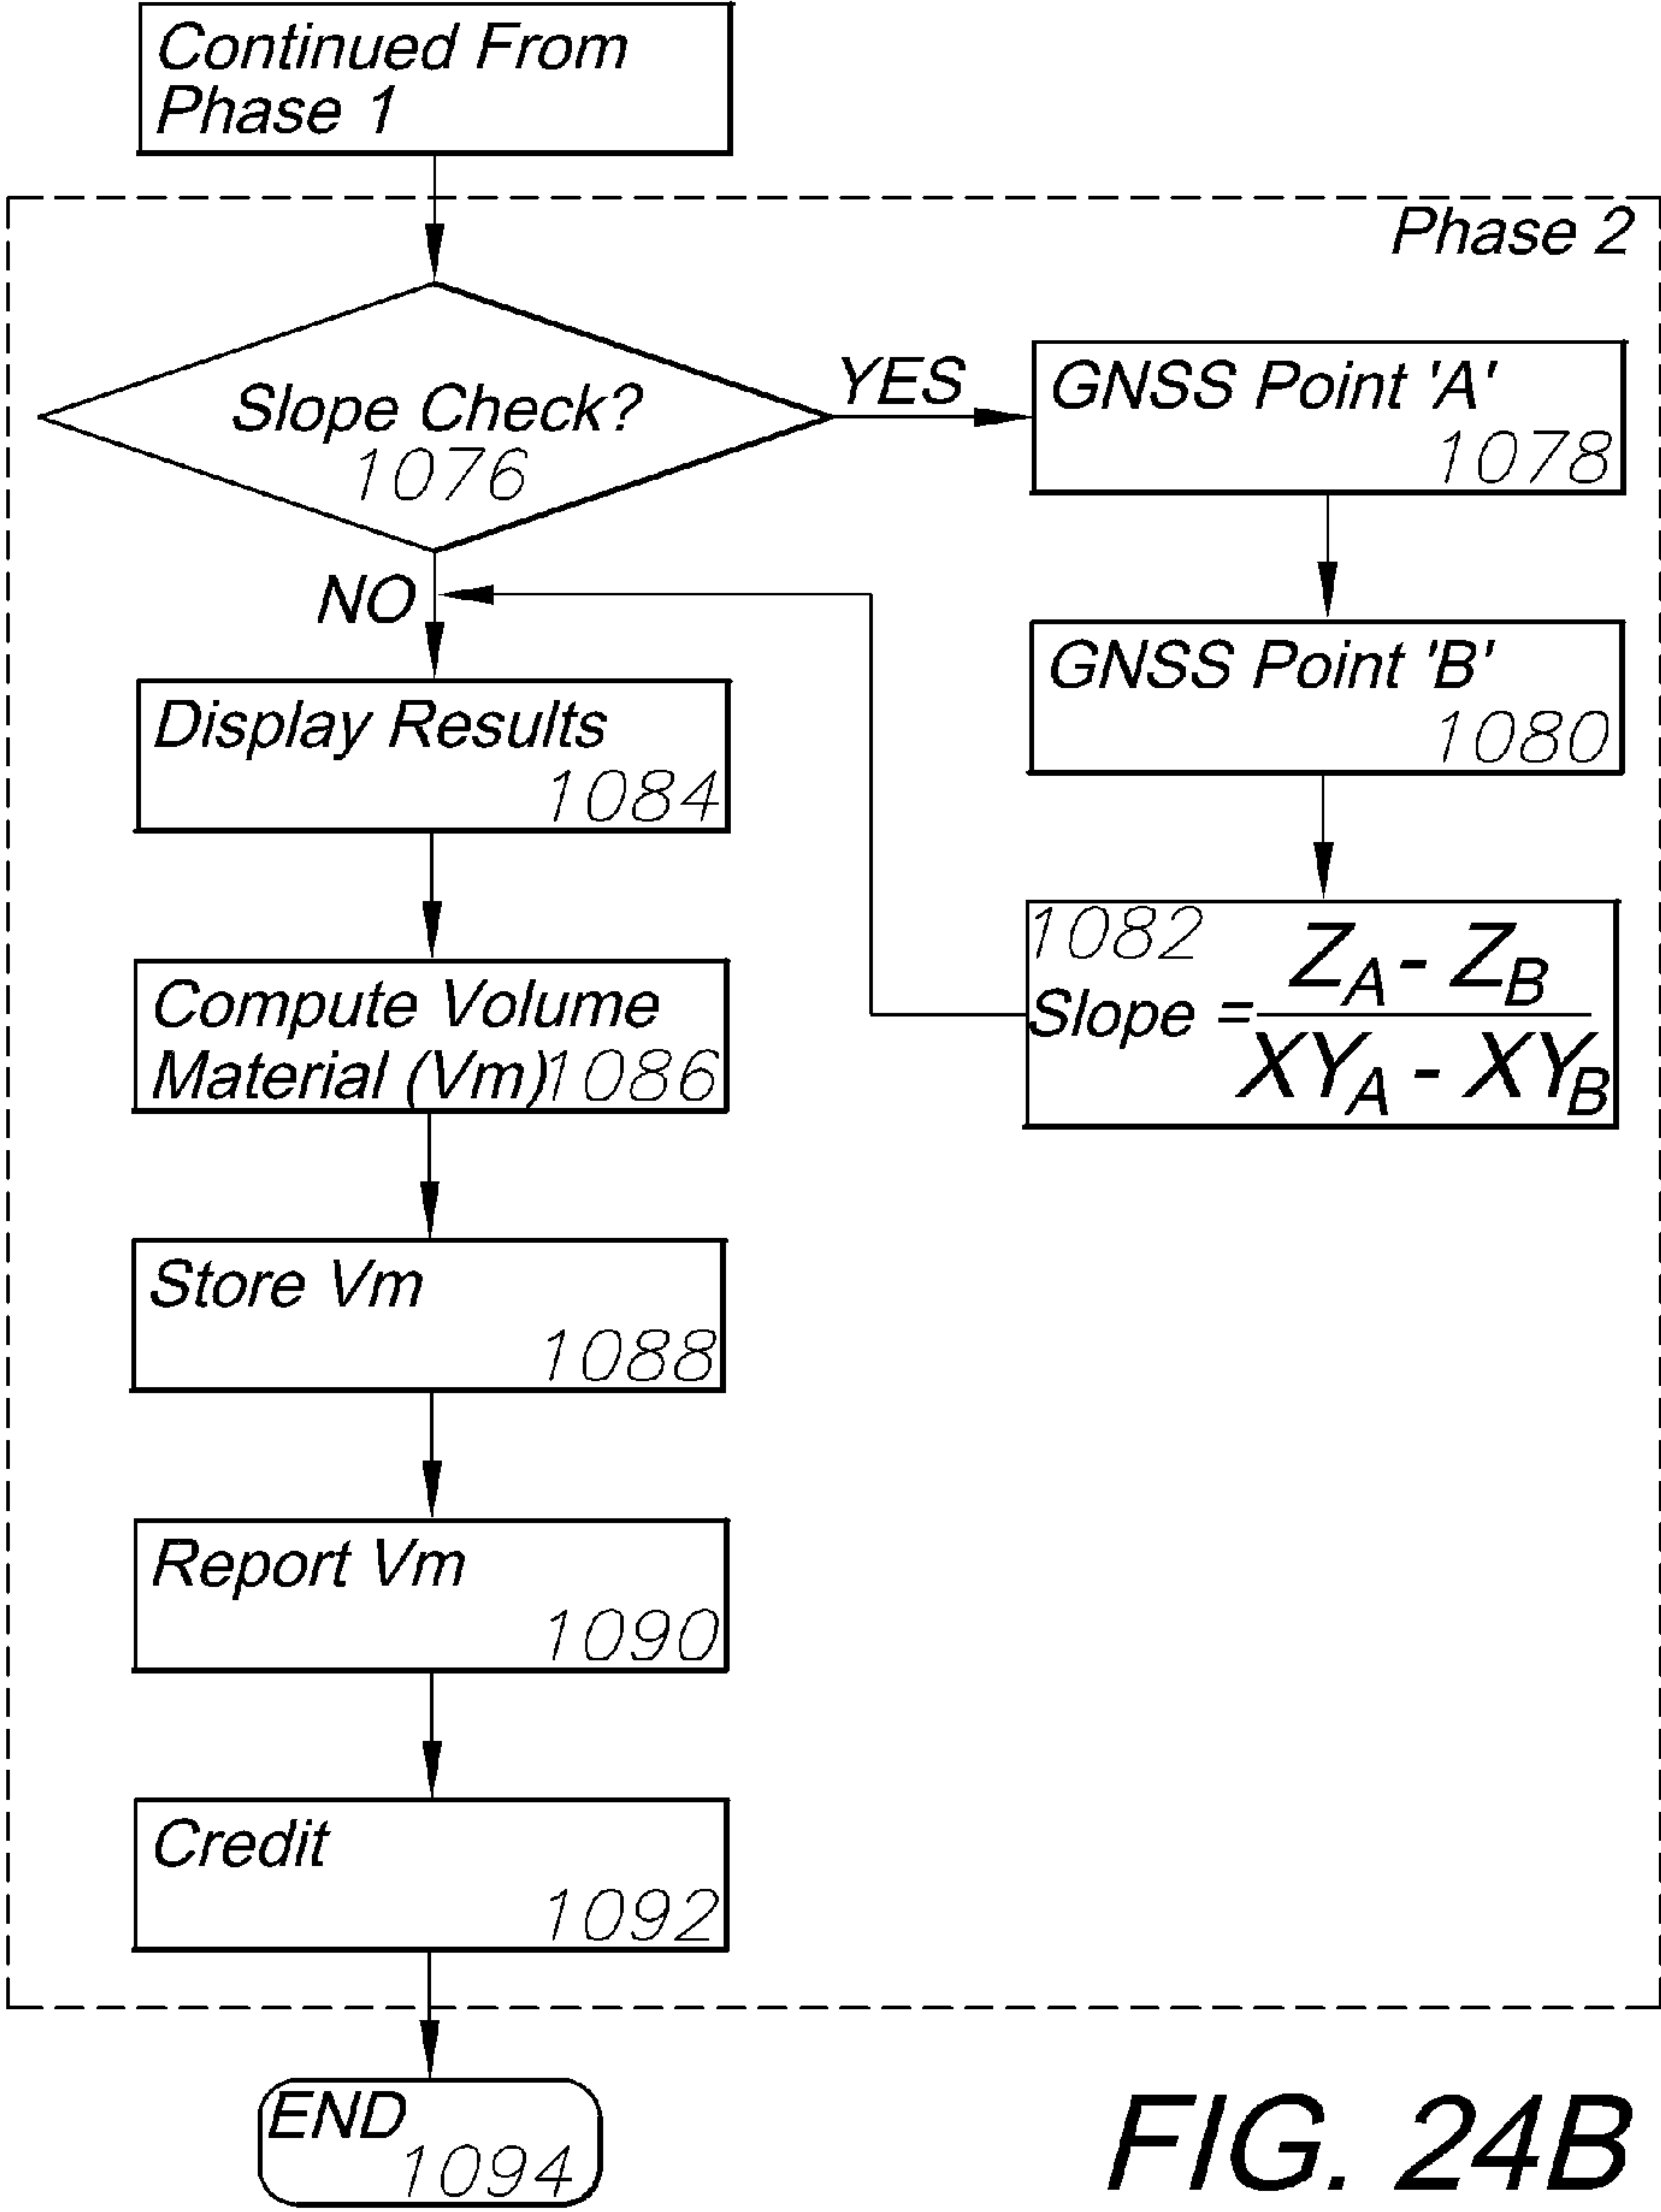 Continued From
Phase 1
Phase 2
Slope Check?
1076
YES
GNSS Point 'A'
1078
NO
GNSS Point 'B'
1080
Display Results
1084
1082
Slope = Z_A - Z_B
XY_A - XY_B
Compute Volume
Material (Vm) 1086
Store Vm
1088
Report Vm
1090
Credit
1092
END
1094
FIG. 24B